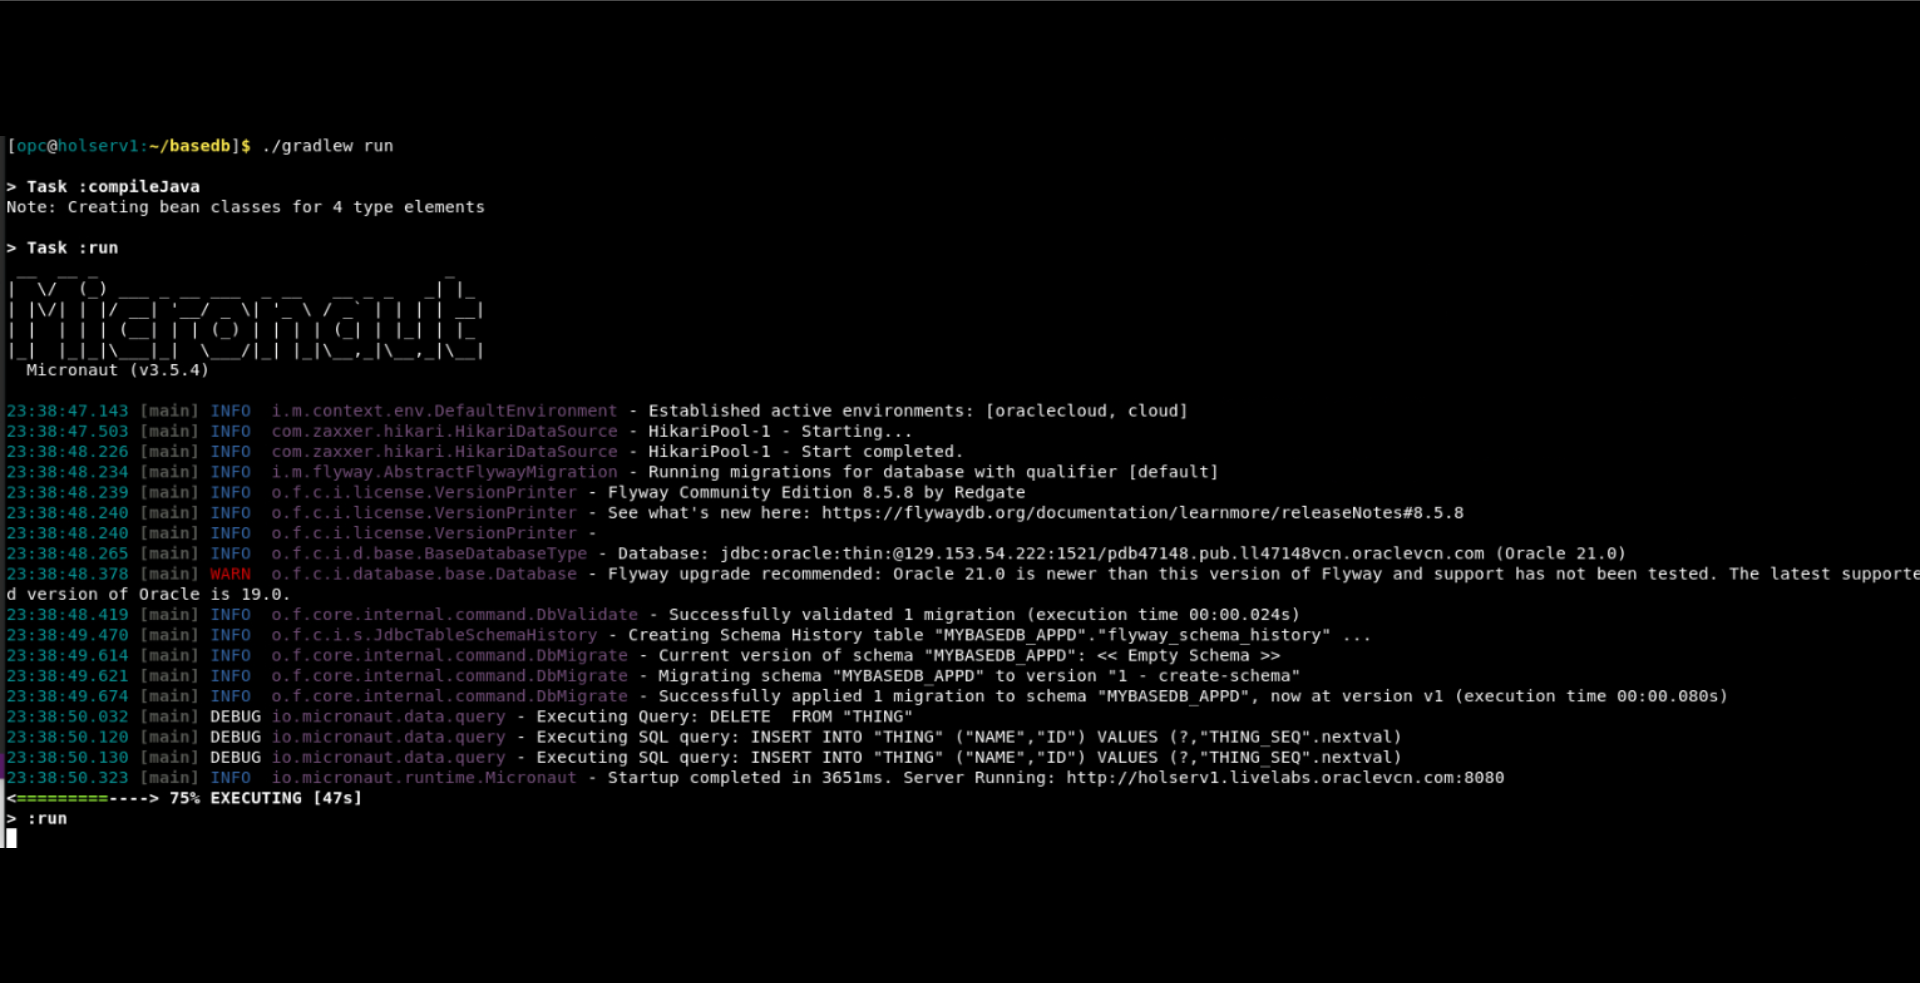 [opc@holserv1:~/basedb]$ ./gradlew run
> Task :compileJava
Note: Creating bean classes for 4 type elements
> Task :run
Micronaut
Micronaut (v3.5.4)
23:38:47.143 [main] INFO  i.m.context.env.DefaultEnvironment - Established active environments: [oraclecloud, cloud]
23:38:47.503 [main] INFO  com.zaxxer.hikari.HikariDataSource - HikariPool-1 - Starting...
23:38:48.226 [main] INFO  com.zaxxer.hikari.HikariDataSource - HikariPool-1 - Start completed.
23:38:48.234 [main] INFO  i.m.flyway.AbstractFlywayMigration - Running migrations for database with qualifier [default]
23:38:48.239 [main] INFO  o.f.c.i.license.VersionPrinter - Flyway Community Edition 8.5.8 by Redgate
23:38:48.240 [main] INFO  o.f.c.i.license.VersionPrinter - See what's new here: https://flywaydb.org/documentation/learnmore/releaseNotes#8.5.8
23:38:48.240 [main] INFO  o.f.c.i.license.VersionPrinter -
23:38:48.265 [main] INFO  o.f.c.i.d.base.BaseDatabaseType - Database: jdbc:oracle:thin:@129.153.54.222:1521/pdb47148.pub.ll47148vcn.oraclevcn.com (Oracle 21.0)
23:38:48.378 [main] WARN  o.f.c.i.database.base.Database - Flyway upgrade recommended: Oracle 21.0 is newer than this version of Flyway and support has not been tested. The latest supporte
d version of Oracle is 19.0.
23:38:48.419 [main] INFO  o.f.core.internal.command.DbValidate - Successfully validated 1 migration (execution time 00:00.024s)
23:38:49.470 [main] INFO  o.f.c.i.s.JdbcTableSchemaHistory - Creating Schema History table "MYBASEDB_APPD"."flyway_schema_history" ...
23:38:49.614 [main] INFO  o.f.core.internal.command.DbMigrate - Current version of schema "MYBASEDB_APPD": << Empty Schema >>
23:38:49.621 [main] INFO  o.f.core.internal.command.DbMigrate - Migrating schema "MYBASEDB_APPD" to version "1 - create-schema"
23:38:49.674 [main] INFO  o.f.core.internal.command.DbMigrate - Successfully applied 1 migration to schema "MYBASEDB_APPD", now at version v1 (execution time 00:00.080s)
23:38:50.032 [main] DEBUG io.micronaut.data.query - Executing Query: DELETE  FROM "THING"
23:38:50.120 [main] DEBUG io.micronaut.data.query - Executing SQL query: INSERT INTO "THING" ("NAME","ID") VALUES (?,"THING_SEQ".nextval)
23:38:50.130 [main] DEBUG io.micronaut.data.query - Executing SQL query: INSERT INTO "THING" ("NAME","ID") VALUES (?,"THING_SEQ".nextval)
23:38:50.323 [main] INFO  io.micronaut.runtime.Micronaut - Startup completed in 3651ms. Server Running: http://holserv1.livelabs.oraclevcn.com:8080
<=========----> 75% EXECUTING [47s]
> :run